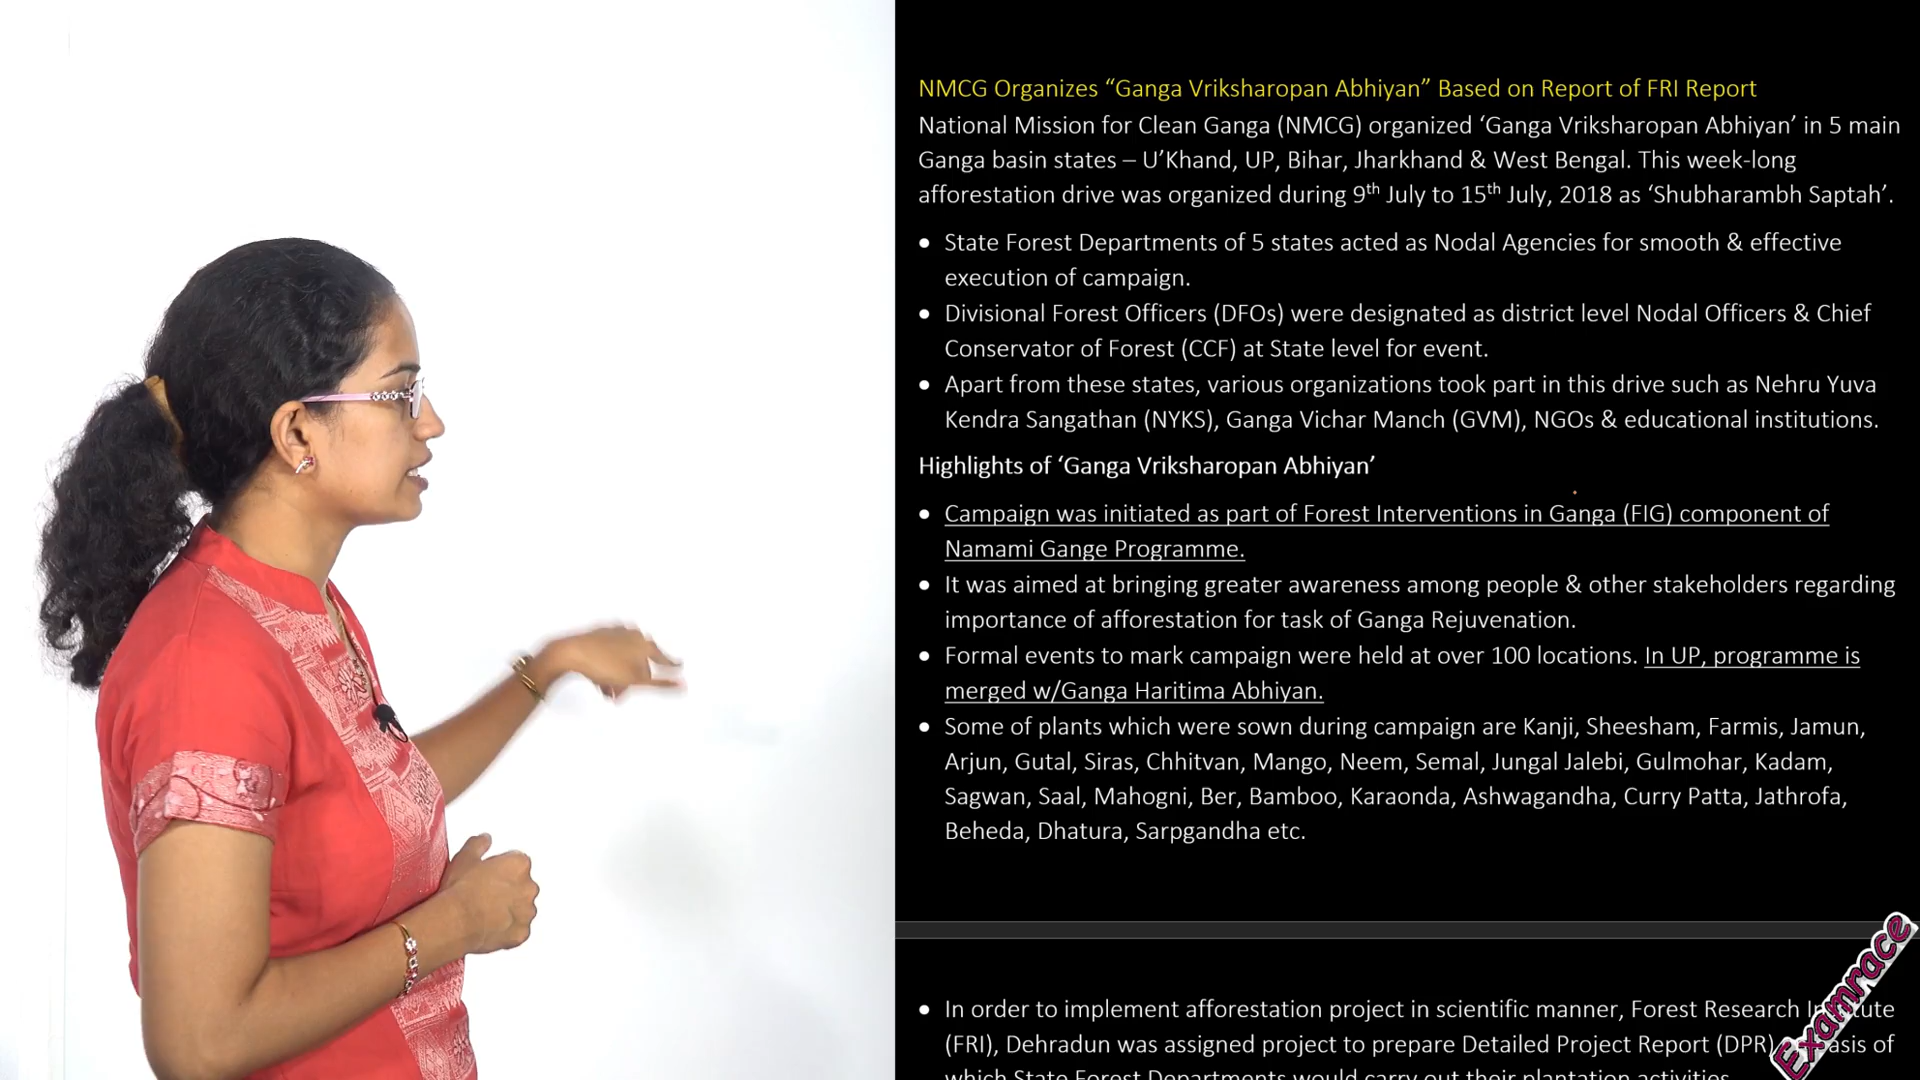 NMCG Organizes “Ganga Vriksharopan Abhiyan” Based on Report of FRI Report
National Mission for Clean Ganga (NMCG) organized ‘Ganga Vriksharopan Abhiyan’ in 5 main
Ganga basin states – U’Khand, UP, Bihar, Jharkhand & West Bengal. This week-long
afforestation drive was organized during 9th July to 15th July, 2018 as ‘Shubharambh Saptah’.
• State Forest Departments of 5 states acted as Nodal Agencies for smooth & effective
execution of campaign.
• Divisional Forest Officers (DFOs) were designated as district level Nodal Officers & Chief
Conservator of Forest (CCF) at State level for event.
• Apart from these states, various organizations took part in this drive such as Nehru Yuva
Kendra Sangathan (NYKS), Ganga Vichar Manch (GVM), NGOs & educational institutions.
Highlights of ‘Ganga Vriksharopan Abhiyan’
• Campaign was initiated as part of Forest Interventions in Ganga (FIG) component of
Namami Gange Programme.
• It was aimed at bringing greater awareness among people & other stakeholders regarding
importance of afforestation for task of Ganga Rejuvenation.
• Formal events to mark campaign were held at over 100 locations. In UP, programme is
merged w/Ganga Haritima Abhiyan.
• Some of plants which were sown during campaign are Kanji, Sheesham, Farmis, Jamun,
Arjun, Gutal, Siras, Chhitvan, Mango, Neem, Semal, Jungal Jalebi, Gulmohar, Kadam,
Sagwan, Saal, Mahogni, Ber, Bamboo, Karaonda, Ashwagandha, Curry Patta, Jathrofa,
Beheda, Dhatura, Sarpgandha etc.
• In order to implement afforestation project in scientific manner, Forest Research
(FRI), Dehradun was assigned project to prepare Detailed Project Report (DPR) of
which State Forest Departments would carry out their plantation activities
Examrace